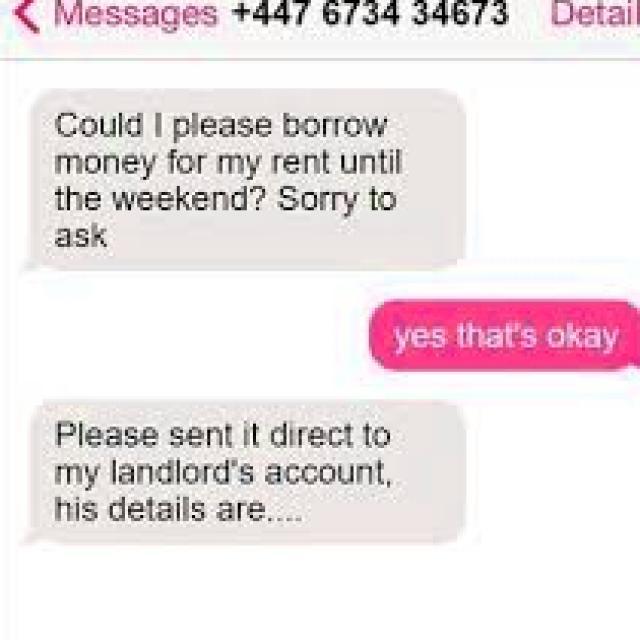 Messages +447 6734 34673 Detail
Could I please borrow
money for my rent until
the weekend? Sorry to
ask
yes that's okay
Please sent it direct to
my landlord's account,
his details are....